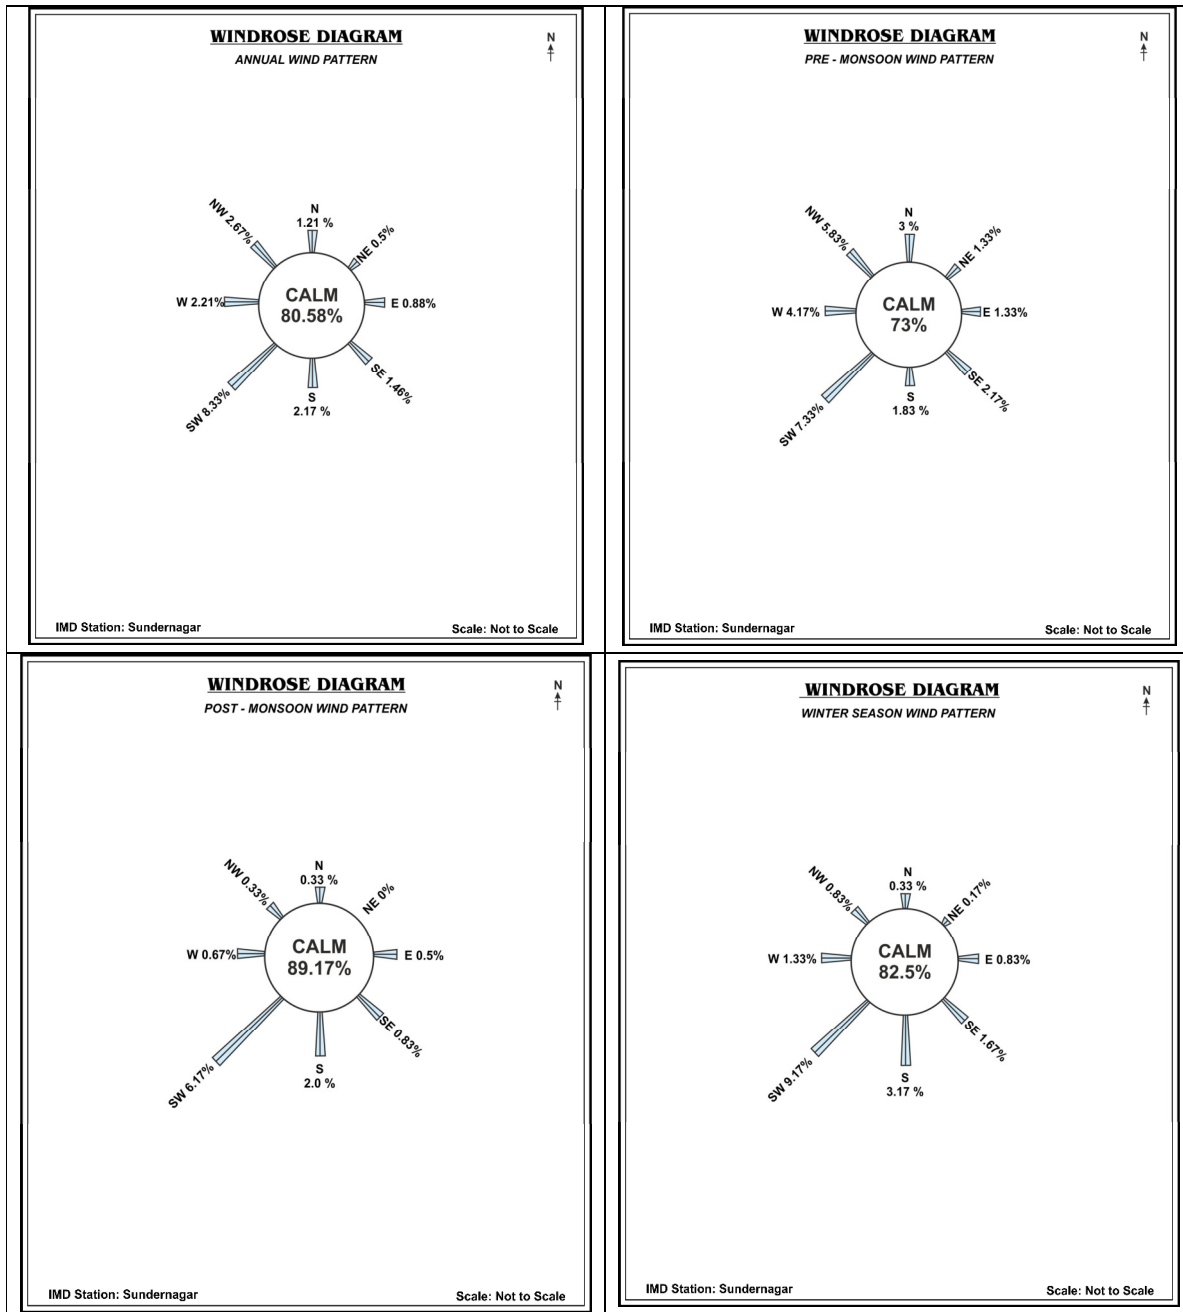 WINDROSE DIAGRAM
N
ANNUAL WIND PATTERN
N
1.21 %
NW 2.67%
NE 0.5%
CALM
80.58%
W 2.21%
E 0.88%
SW 8.33%
SE 1.46%
S
2.17 %
IMD Station: Sundernagar
Scale: Not to Scale
WINDROSE DIAGRAM
N
PRE - MONSOON WIND PATTERN
N
3 %
NW 5.83%
NE 1.33%
CALM
73%
W 4.17%
E 1.33%
SW 7.33%
SE 2.17%
S
1.83 %
IMD Station: Sundernagar
Scale: Not to Scale
WINDROSE DIAGRAM
N
POST - MONSOON WIND PATTERN
N
0.33 %
NW 0.33%
NE 0%
CALM
89.17%
W 0.67%
E 0.5%
SW 6.17%
SE 0.83%
S
2.0 %
IMD Station: Sundernagar
Scale: Not to Scale
WINDROSE DIAGRAM
N
WINTER SEASON WIND PATTERN
N
0.33 %
NW 0.83%
NE 0.17%
CALM
82.5%
W 1.33%
E 0.83%
SW 9.17%
SE 1.67%
S
3.17 %
IMD Station: Sundernagar
Scale: Not to Scale